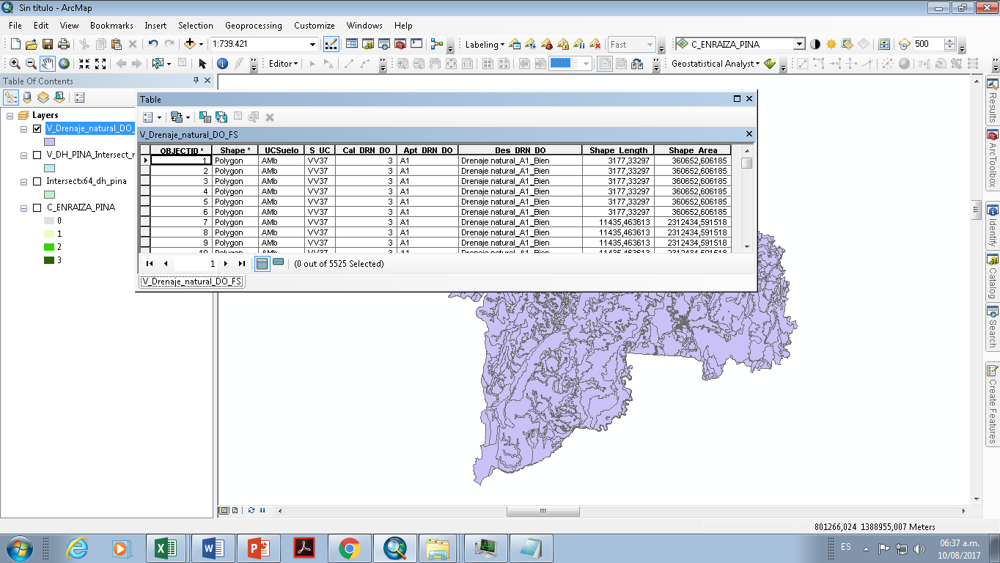 Sin título - ArcMap
File Edit View Bookmarks Insert Selection Geoprocessing Customize Windows Help
1:739.421 Labeling Fast C_ENRAIZA_PINA 500
Editor 100% Geostatistical Analyst
Table Of Contents
Layers
V_Drenaje_natural_DO_
V_DH_PINA_Intersect_r
Intersectx64_dh_pina
C_ENRAIZA_PINA
0
1
2
3
Table
V_Drenaje_natural_DO_FS
OBJECTID * Shape * UCSuelo S_UC Cal_DRN_DO Apt_DRN_DO Des_DRN_DO Shape_Length Shape_Area
1 Polygon AMb VV37 3 A1 Drenaje natural_A1_Bien 3177,33297 360652,606185
2 Polygon AMb VV37 3 A1 Drenaje natural_A1_Bien 3177,33297 360652,606185
3 Polygon AMb VV37 3 A1 Drenaje natural_A1_Bien 3177,33297 360652,606185
4 Polygon AMb VV37 3 A1 Drenaje natural_A1_Bien 3177,33297 360652,606185
5 Polygon AMb VV37 3 A1 Drenaje natural_A1_Bien 3177,33297 360652,606185
6 Polygon AMb VV37 3 A1 Drenaje natural_A1_Bien 3177,33297 360652,606185
7 Polygon AMb VV37 3 A1 Drenaje natural_A1_Bien 11435,463613 2312434,591518
8 Polygon AMb VV37 3 A1 Drenaje natural_A1_Bien 11435,463613 2312434,591518
9 Polygon AMb VV37 3 A1 Drenaje natural_A1_Bien 11435,463613 2312434,591518
10 Polygon AMb VV37 3 A1 Drenaje natural_A1_Bien 11435,463613 2312434,591518
1 (0 out of 5525 Selected)
V_Drenaje_natural_DO_FS
Results
ArcToolbox
Identify
Catalog
Search
Create Features
801266,024 1388955,007 Meters
ES
06:37 a.m.
10/08/2017